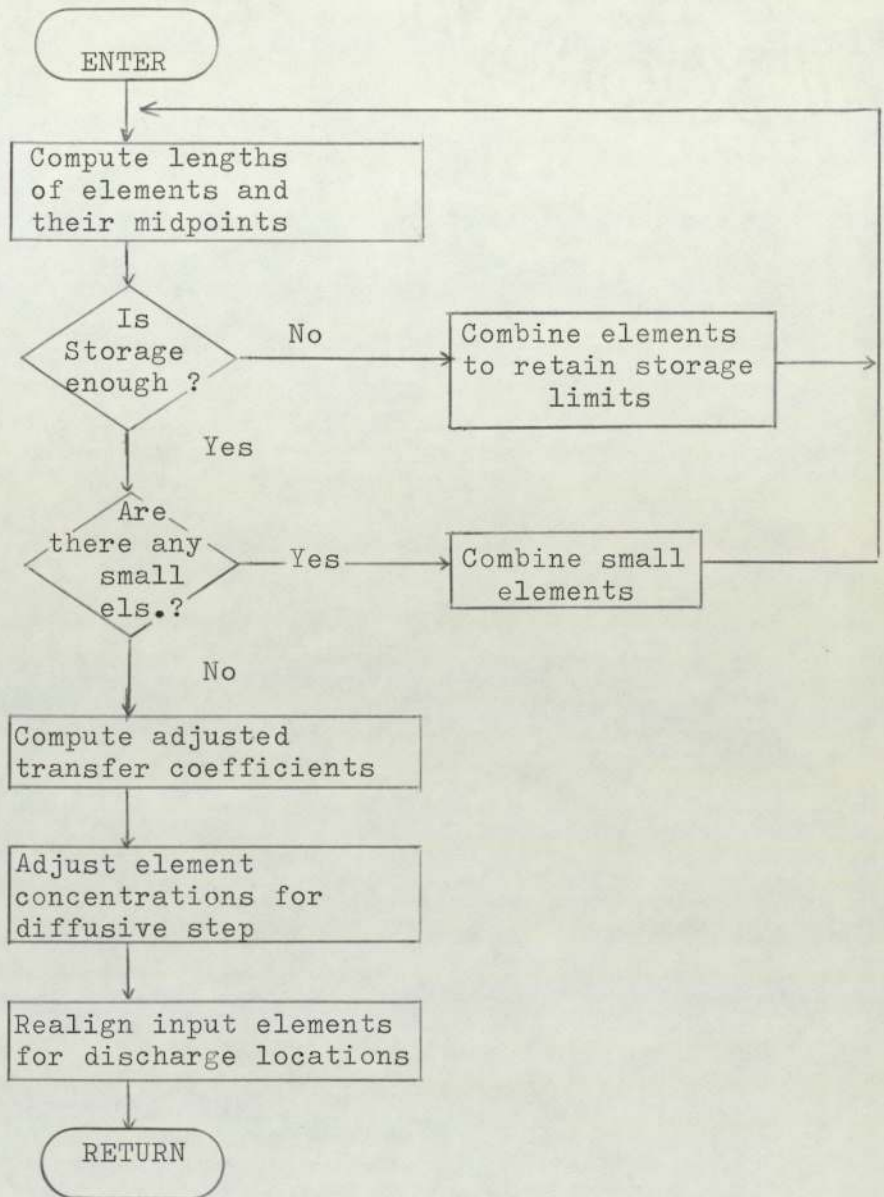 ENTER
Compute lengths
of elements and
their midpoints
Is
Storage
enough ?
No
Combine elements
to retain storage
limits
Yes
Are
there any
small
els.?
Yes
Combine small
elements
No
Compute adjusted
transfer coefficients
Adjust element
concentrations for
diffusive step
Realign input elements
for discharge locations
RETURN